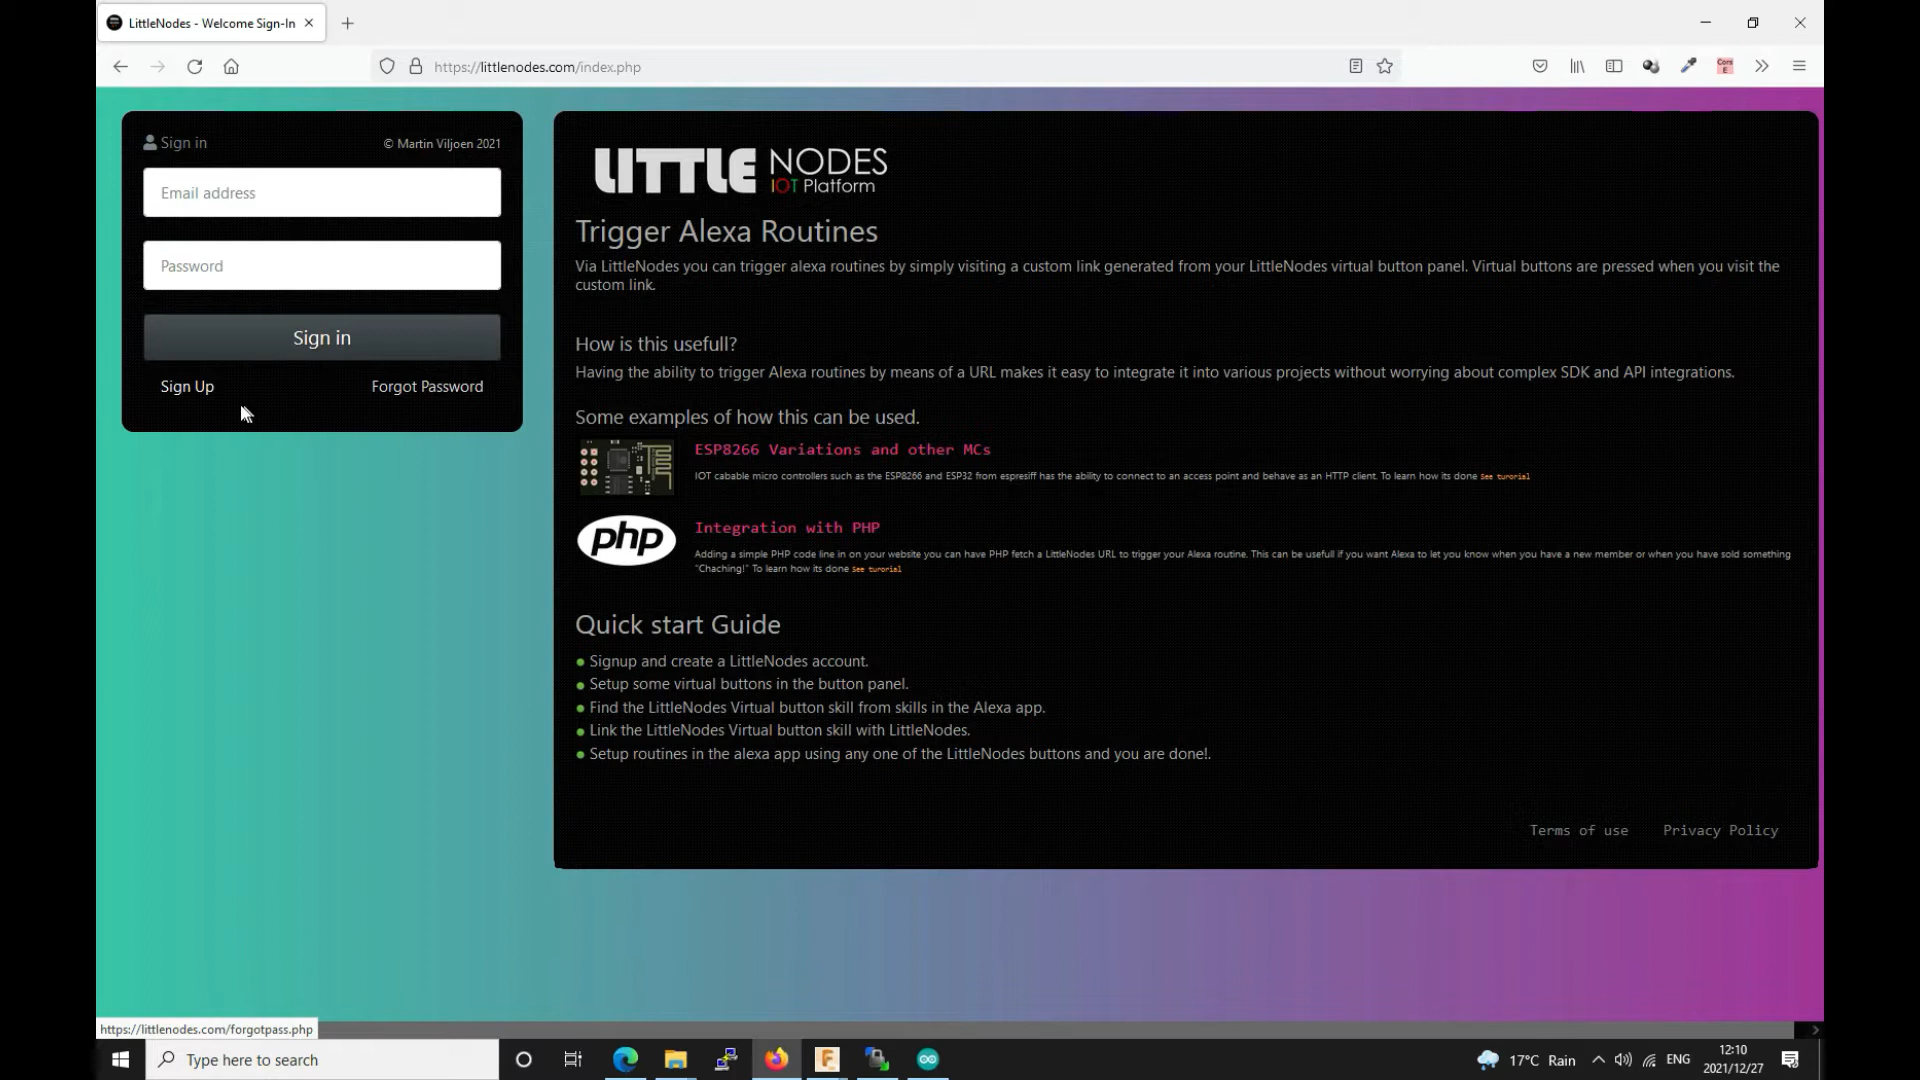 LittleNodes - Welcome Sign-In
https://littlenodes.com/index.php
Sign in
© Martin Viljoen 2021
Email address
Password
Sign in
Sign Up
Forgot Password
LITTLE NODES
IOT Platform
Trigger Alexa Routines
Via LittleNodes you can trigger alexa routines by simply visiting a custom link generated from your LittleNodes virtual button panel. Virtual buttons are pressed when you visit the
custom link.
How is this usefull?
Having the ability to trigger Alexa routines by means of a URL makes it easy to integrate it into various projects without worrying about complex SDK and API integrations.
Some examples of how this can be used.
ESP8266 Variations and other MCs
IOT cabable micro controllers such as the ESP8266 and ESP32 from espresiff has the ability to connect to an access point and behave as an HTTP client. To learn how its done See turorial
php
Integration with PHP
Adding a simple PHP code line in on your website you can have PHP fetch a LittleNodes URL to trigger your Alexa routine. This can be usefull if you want Alexa to let you know when you have a new member or when you have sold something
"Chaching!" To learn how its done See turorial
Quick start Guide
Signup and create a LittleNodes account.
Setup some virtual buttons in the button panel.
Find the LittleNodes Virtual button skill from skills in the Alexa app.
Link the LittleNodes Virtual button skill with LittleNodes.
Setup routines in the alexa app using any one of the LittleNodes buttons and you are done!.
Terms of use
Privacy Policy
https://littlenodes.com/forgotpass.php
Type here to search
17°C Rain
ENG
12:10
2021/12/27